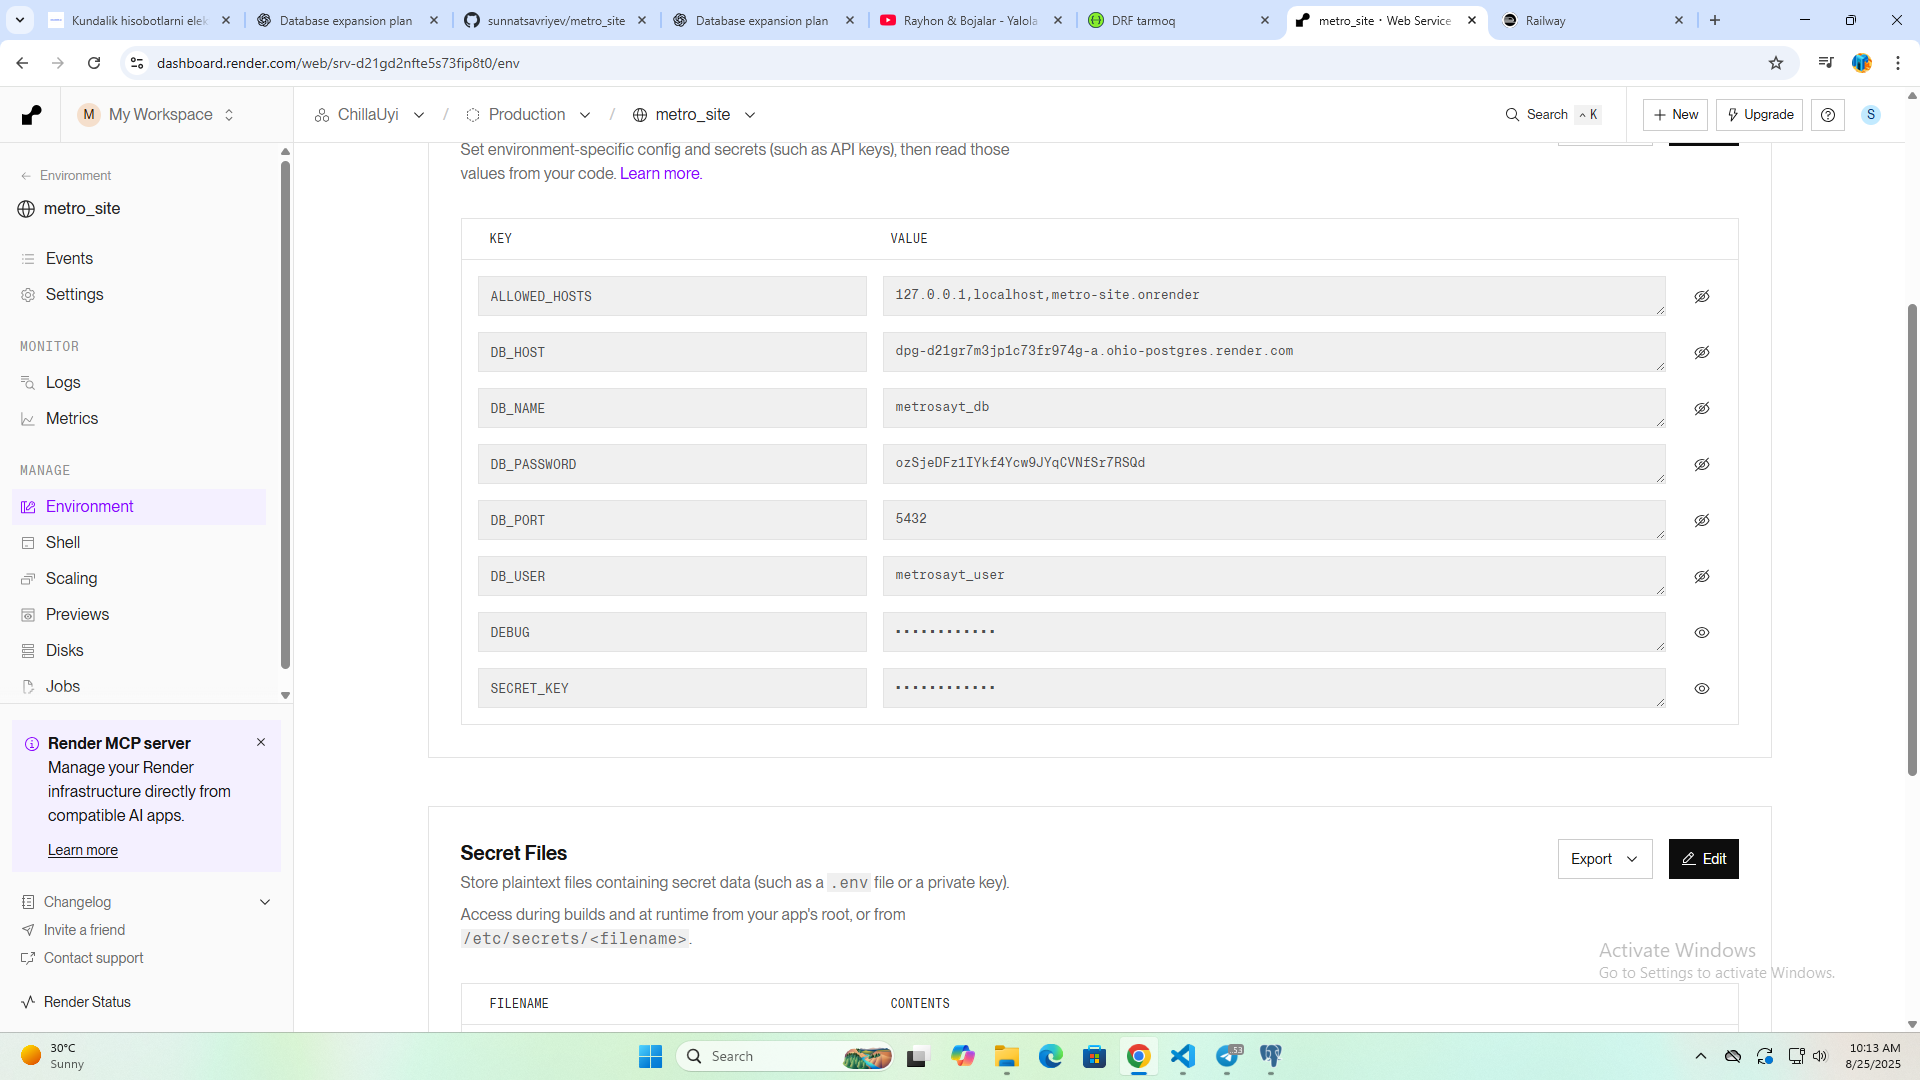 Kundalik hisobotlarni elek
Database expansion plan
sunnatsavriyev/metro_site
Database expansion plan
Rayhon & Bojalar - Yalola
DRF tarmoq
metro_site · Web Service
Railway
dashboard.render.com/web/srv-d21gd2nfte5s73fip8t0/env
M My Workspace
ChillaUyi / Production / metro_site
Search ⌃ K
+ New
Upgrade
S
← Environment
metro_site
Events
Settings
MONITOR
Logs
Metrics
MANAGE
Environment
Shell
Scaling
Previews
Disks
Jobs
Render MCP server
Manage your Render
infrastructure directly from
compatible AI apps.
Learn more
Changelog
Invite a friend
Contact support
Render Status
Set environment-specific config and secrets (such as API keys), then read those
values from your code. Learn more.
KEY VALUE
ALLOWED_HOSTS 127.0.0.1,localhost,metro-site.onrender
DB_HOST dpg-d21gr7m3jp1c73fr974g-a.ohio-postgres.render.com
DB_NAME metrosayt_db
DB_PASSWORD ozSjeDFz1IYkf4Ycw9JYqCVNfSr7RSQd
DB_PORT 5432
DB_USER metrosayt_user
DEBUG ••••••••••••
SECRET_KEY ••••••••••••
Secret Files
Export
Edit
Store plaintext files containing secret data (such as a .env file or a private key).
Access during builds and at runtime from your app's root, or from
/etc/secrets/<filename>.
FILENAME CONTENTS
Activate Windows
Go to Settings to activate Windows.
30°C
Sunny
Search
53
10:13 AM
8/25/2025